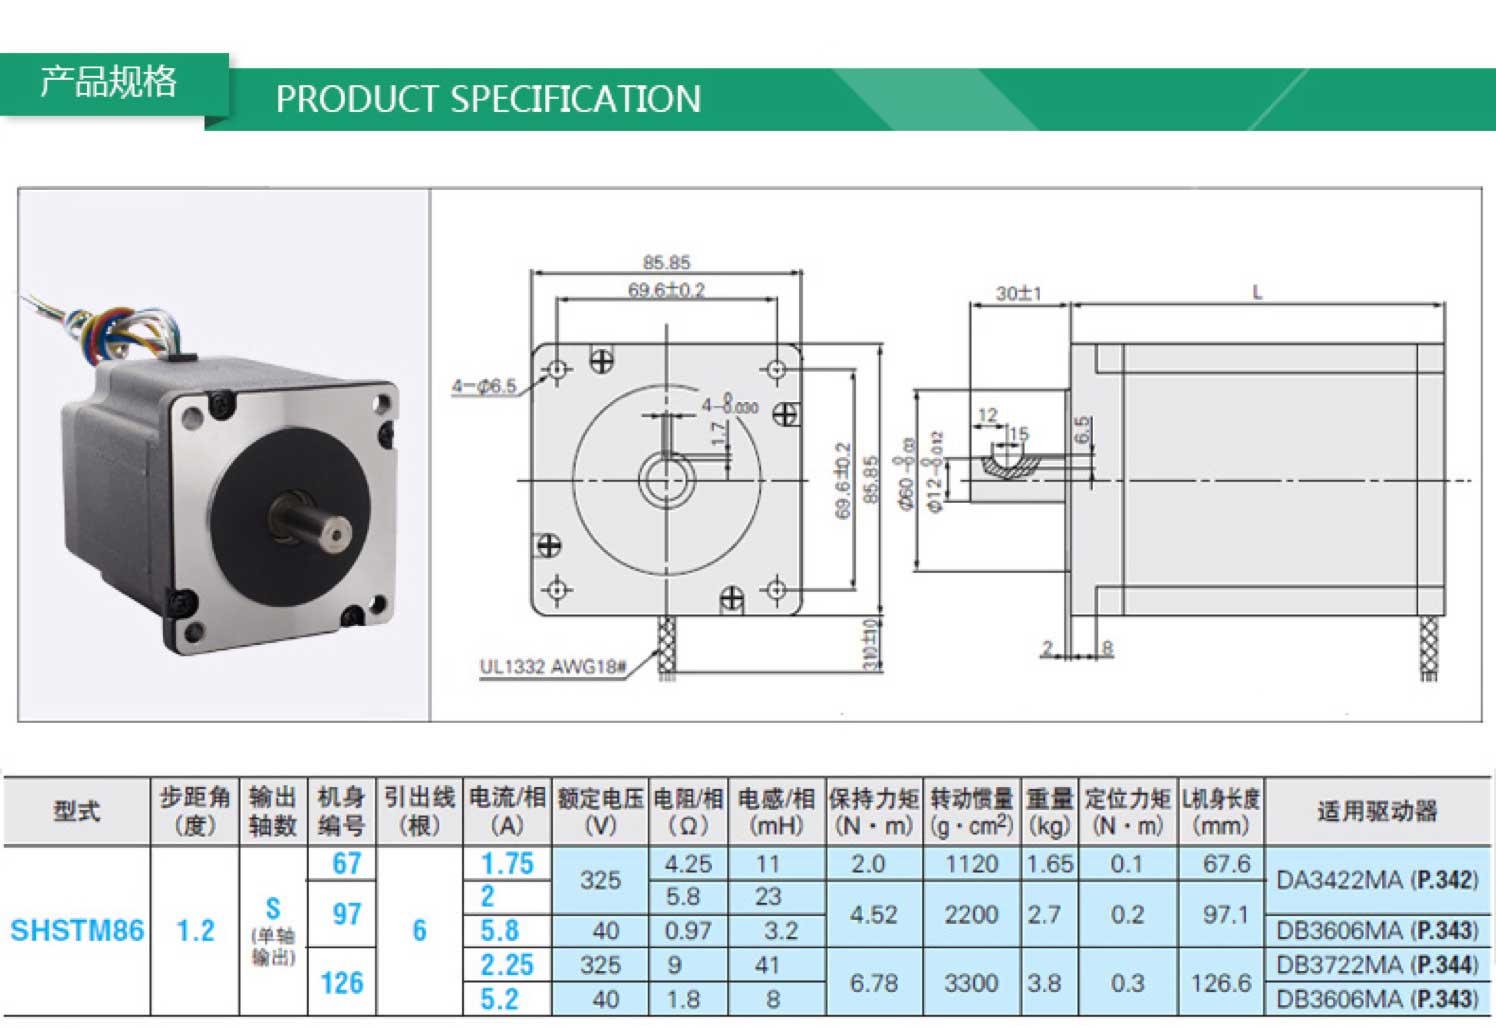 产品规格
PRODUCT SPECIFICATION
85.85
69.6±0.2
30±1
L
4-Φ6.5
4-0.030
0
1.7
12
15
6.5
69.6±0.2
85.85
Φ60-0.03
0
Φ12-0.012
0
310±10
2
8
UL1332 AWG18#
型式 步距角(度) 输出轴数 机身编号 引出线(根) 电流/相(A) 额定电压(V) 电阻/相(Ω) 电感/相(mH) 保持力矩(N·m) 转动惯量(g·cm²) 重量(kg) 定位力矩(N·m) L机身长度(mm) 适用驱动器
SHSTM86 1.2 S(单轴输出) 6
67 1.75 325 4.25 11 2.0 1120 1.65 0.1 67.6 DA3422MA (P.342)
97 2 5.8 23 4.52 2200 2.7 0.2 97.1
5.8 40 0.97 3.2 DB3606MA (P.343)
126 2.25 325 9 41 6.78 3300 3.8 0.3 126.6 DB3722MA (P.344)
5.2 40 1.8 8 DB3606MA (P.343)